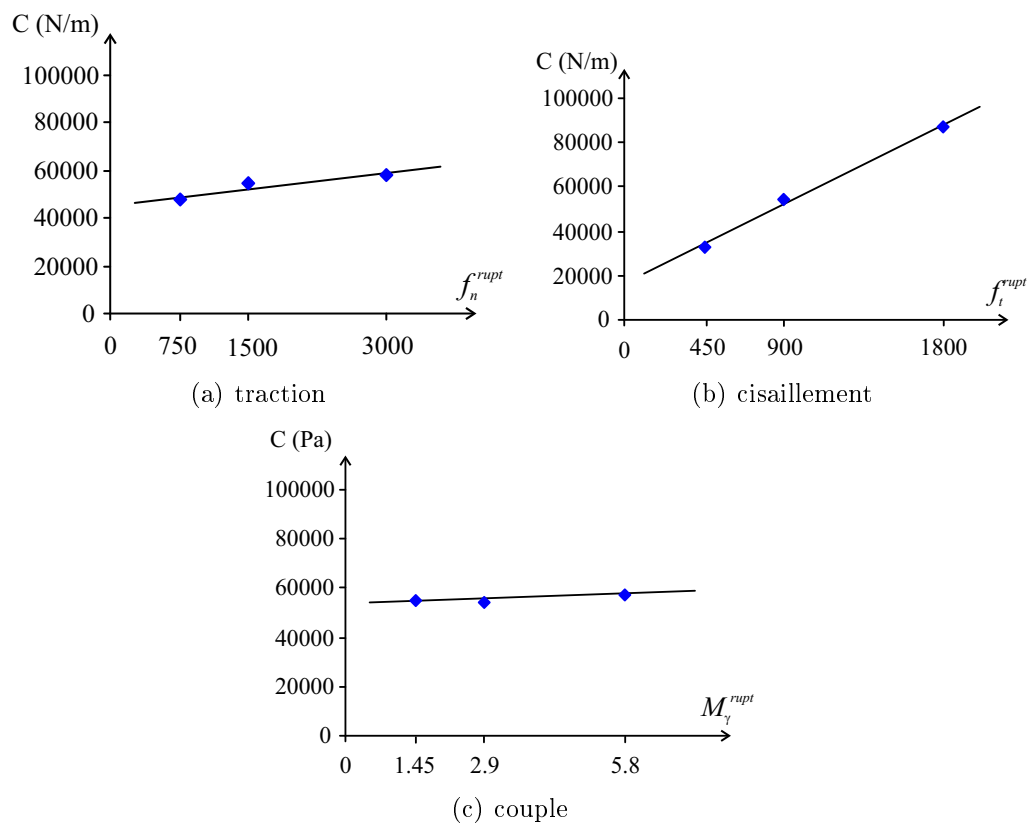 C (N/m)
100000
80000
60000
40000
20000
0
0 750 1500 3000
f_n^rupt
(a) traction
C (N/m)
100000
80000
60000
40000
20000
0
0 450 900 1800
f_t^rupt
(b) cisaillement
C (Pa)
100000
80000
60000
40000
20000
0
0 1.45 2.9 5.8
M_γ^rupt
(c) couple